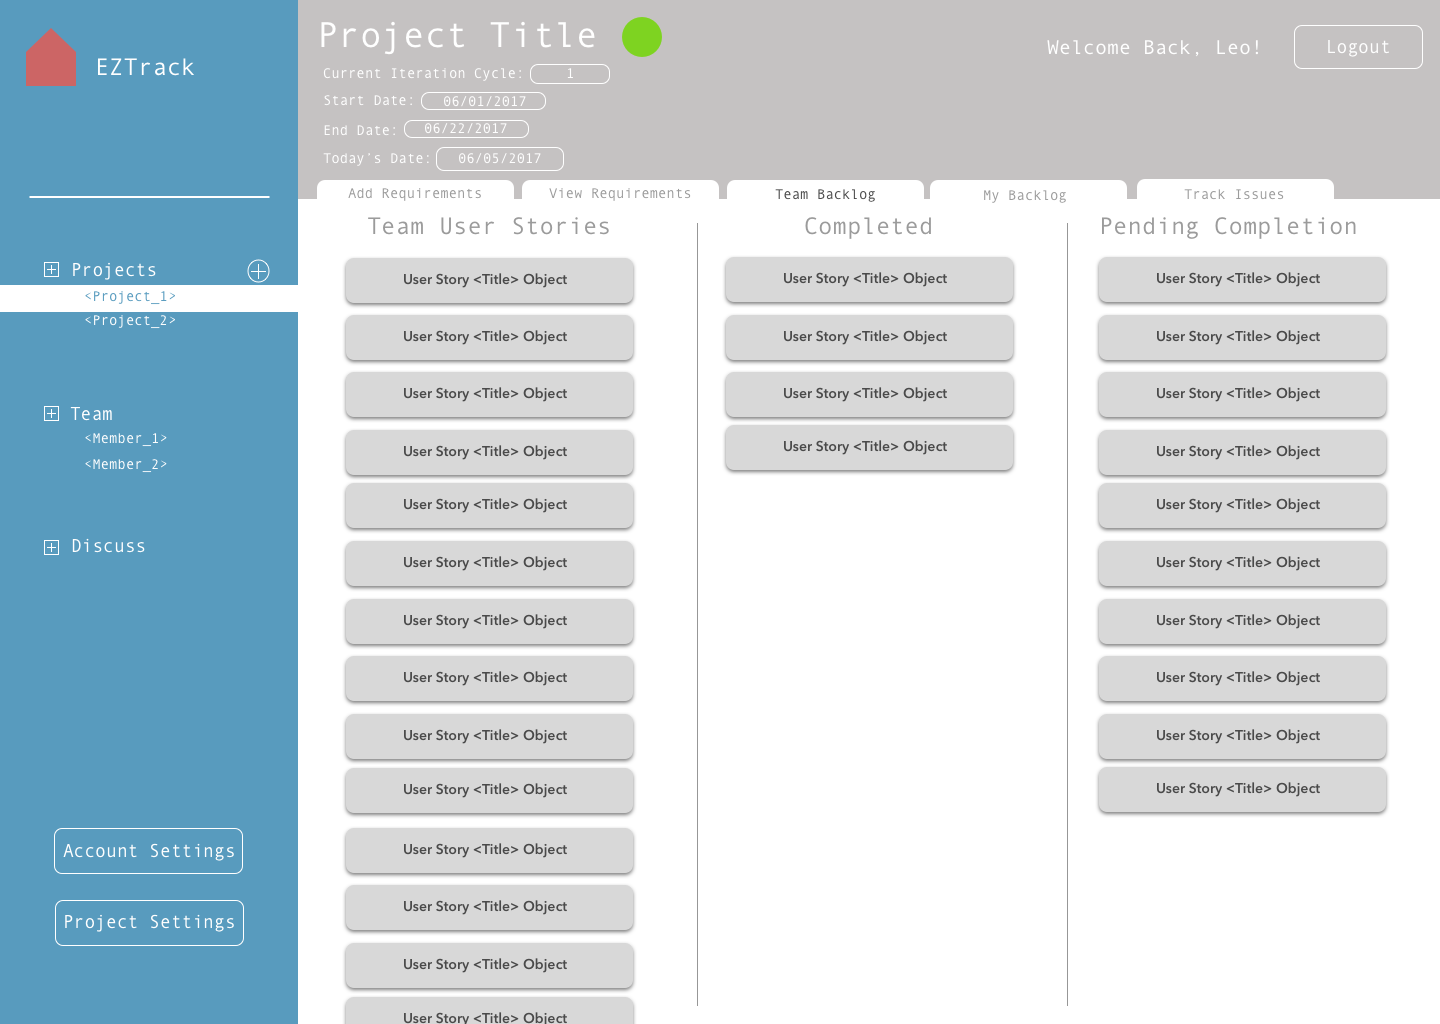 EZTrack
Projects
<Project_1>
<Project_2>
Team
<Member_1>
<Member_2>
Discuss
Account Settings
Project Settings
Project Title
Current Iteration Cycle: 1
Start Date: 06/01/2017
End Date: 06/22/2017
Today's Date: 06/05/2017
Welcome Back, Leo!
Logout
Add Requirements
View Requirements
Team Backlog
My Backlog
Track Issues
Team User Stories
User Story <Title> Object
User Story <Title> Object
User Story <Title> Object
User Story <Title> Object
User Story <Title> Object
User Story <Title> Object
User Story <Title> Object
User Story <Title> Object
User Story <Title> Object
User Story <Title> Object
User Story <Title> Object
User Story <Title> Object
User Story <Title> Object
User Story <Title> Object
Completed
User Story <Title> Object
User Story <Title> Object
User Story <Title> Object
User Story <Title> Object
Pending Completion
User Story <Title> Object
User Story <Title> Object
User Story <Title> Object
User Story <Title> Object
User Story <Title> Object
User Story <Title> Object
User Story <Title> Object
User Story <Title> Object
User Story <Title> Object
User Story <Title> Object